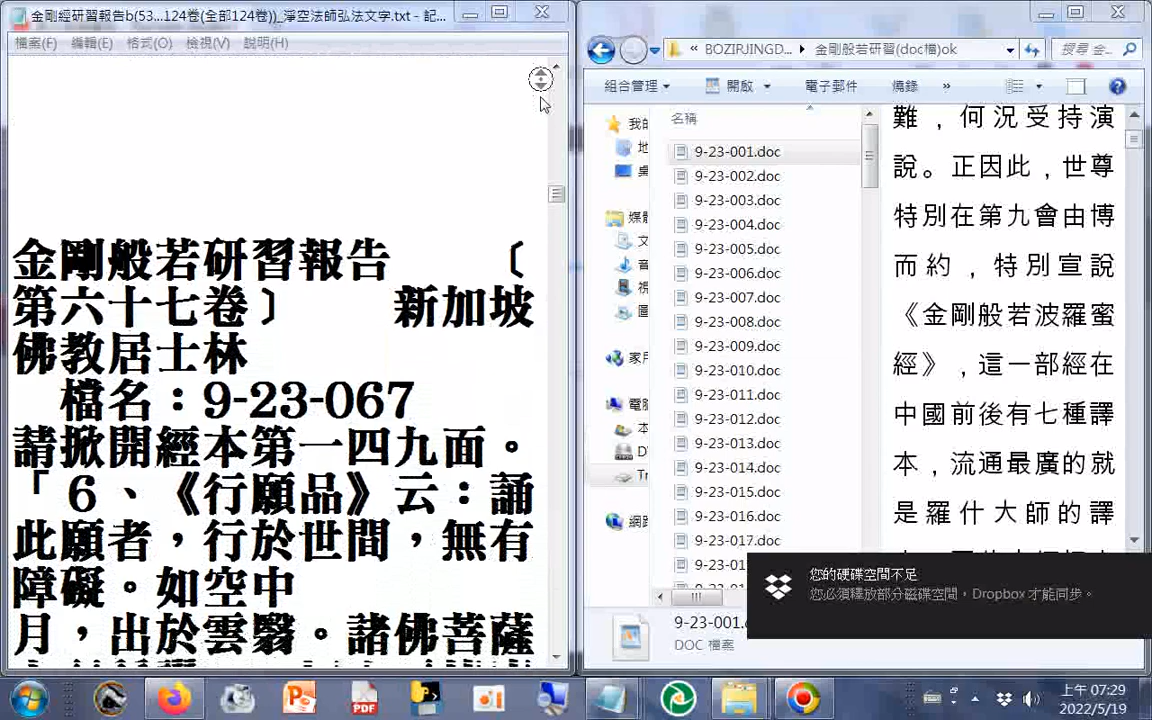 金剛經研習報告b(53...124卷(全部124卷))_淨空法師弘法文字.txt - 記...
檔案(F) 編輯(E) 格式(O) 檢視(V) 說明(H)
金剛般若研習報告 〔
第六十七卷〕 新加坡
佛教居士林
檔名：9-23-067
請掀開經本第一四九面。
「６、《行願品》云：誦
此願者，行於世間，無有
障礙。如空中
月，出於雲翳。諸佛菩薩
« BOZIRJINGD... 金剛般若研習(doc檔)ok
搜尋 金...
組合管理 開啟 電子郵件 燒錄 »
名稱
9-23-001.doc
9-23-002.doc
9-23-003.doc
9-23-004.doc
9-23-005.doc
9-23-006.doc
9-23-007.doc
9-23-008.doc
9-23-009.doc
9-23-010.doc
9-23-011.doc
9-23-012.doc
9-23-013.doc
9-23-014.doc
9-23-015.doc
9-23-016.doc
9-23-017.doc
難，何況受持演
說。正因此，世尊
特別在第九會由博
而約，特別宣說
《金剛般若波羅蜜
經》，這一部經在
中國前後有七種譯
本，流通最廣的就
是羅什大師的譯
您的硬碟空間不足
您必須釋放部分磁碟空間，Dropbox 才能同步。
9-23-001.
DOC 檔案
上午 07:29
2022/5/19